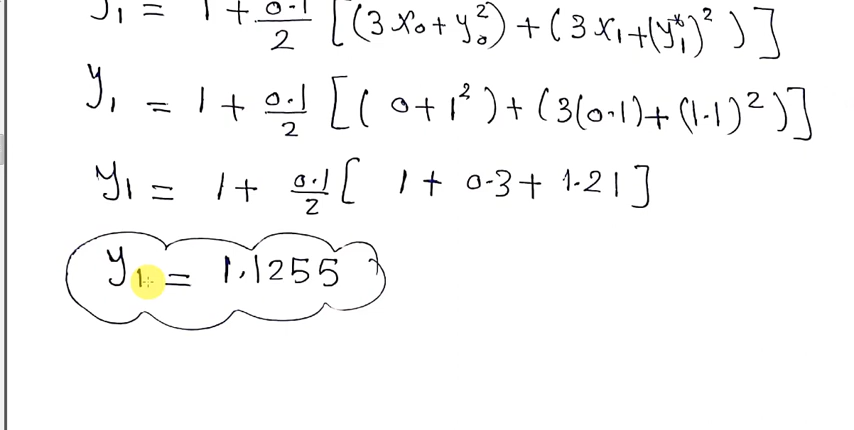 y₁ = 1 + 0.1/2 [(3x₀ + y₀²) + (3x₁ + (y₁*)²)]
y₁ = 1 + 0.1/2 [(0 + 1²) + (3(0.1) + (1.1)²)]
y₁ = 1 + 0.1/2 [1 + 0.3 + 1.21]
y₁ = 1.1255